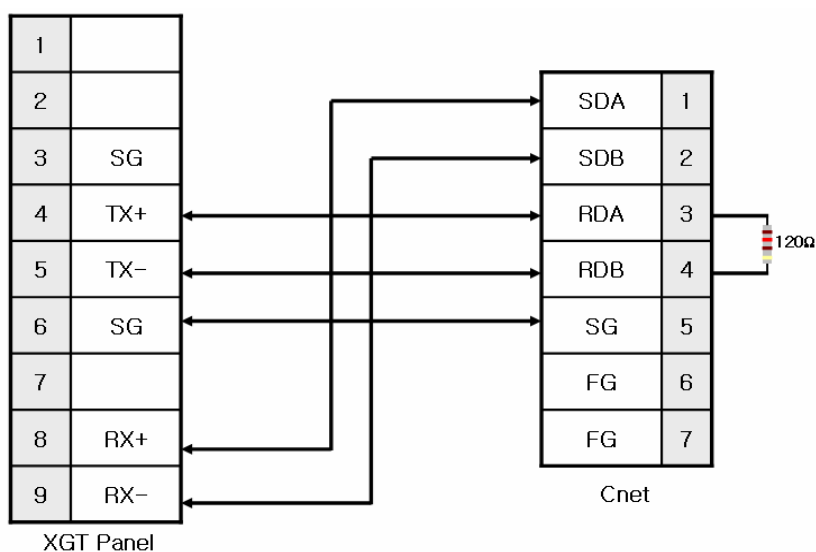 1
2
3 SG
4 TX+
5 TX-
6 SG
7
8 RX+
9 RX-
XGT Panel
SDA 1
SDB 2
RDA 3
RDB 4
SG 5
FG 6
FG 7
Cnet
120Ω